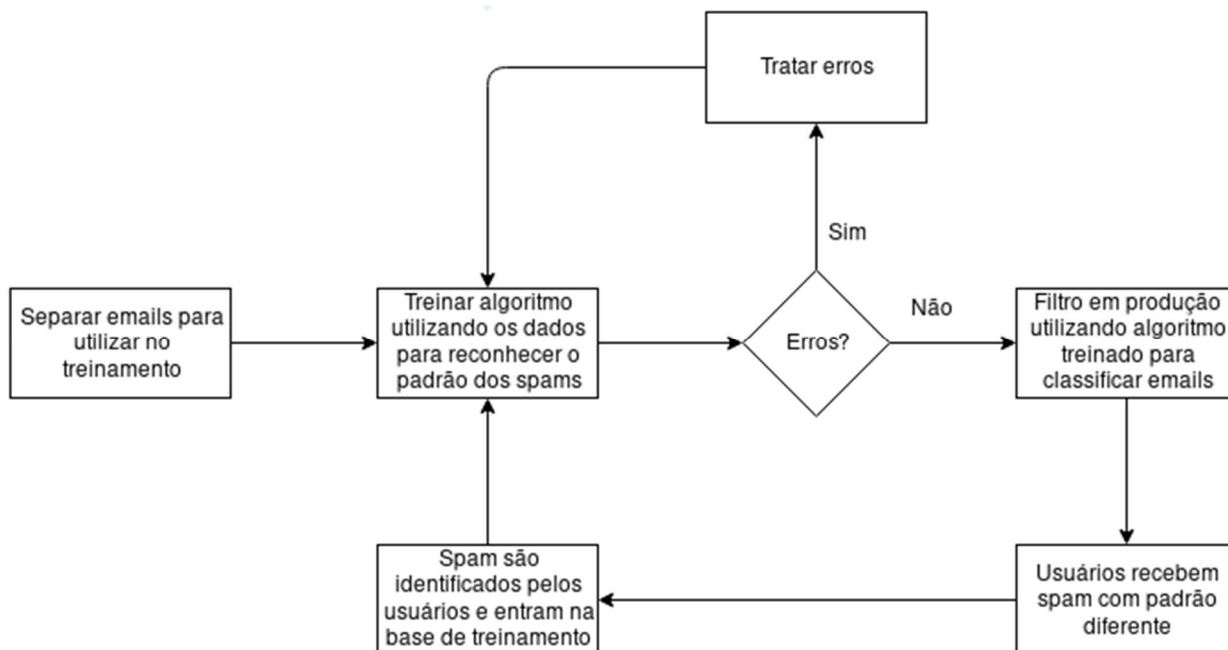 Tratar erros
Sim
Separar emails para
utilizar no
treinamento
Treinar algoritmo
utilizando os dados
para reconhecer o
padrão dos spams
Erros?
Não
Filtro em produção
utilizando algoritmo
treinado para
classificar emails
Usuários recebem
spam com padrão
diferente
Spam são
identificados pelos
usuários e entram na
base de treinamento